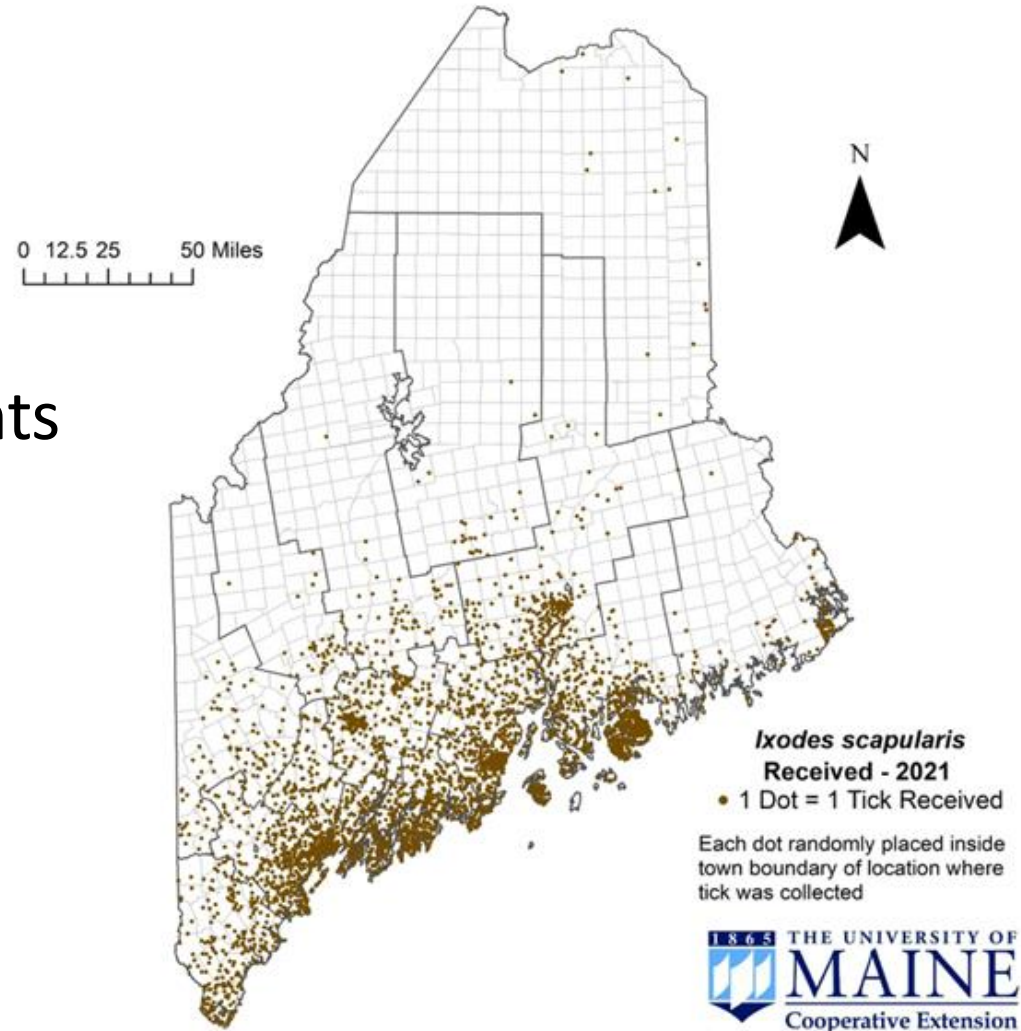 N
0 12.5 25 50 Miles
Ixodes scapularis
Received - 2021
1 Dot = 1 Tick Received
Each dot randomly placed inside
town boundary of location where
tick was collected
1865 THE UNIVERSITY OF
MAINE
Cooperative Extension